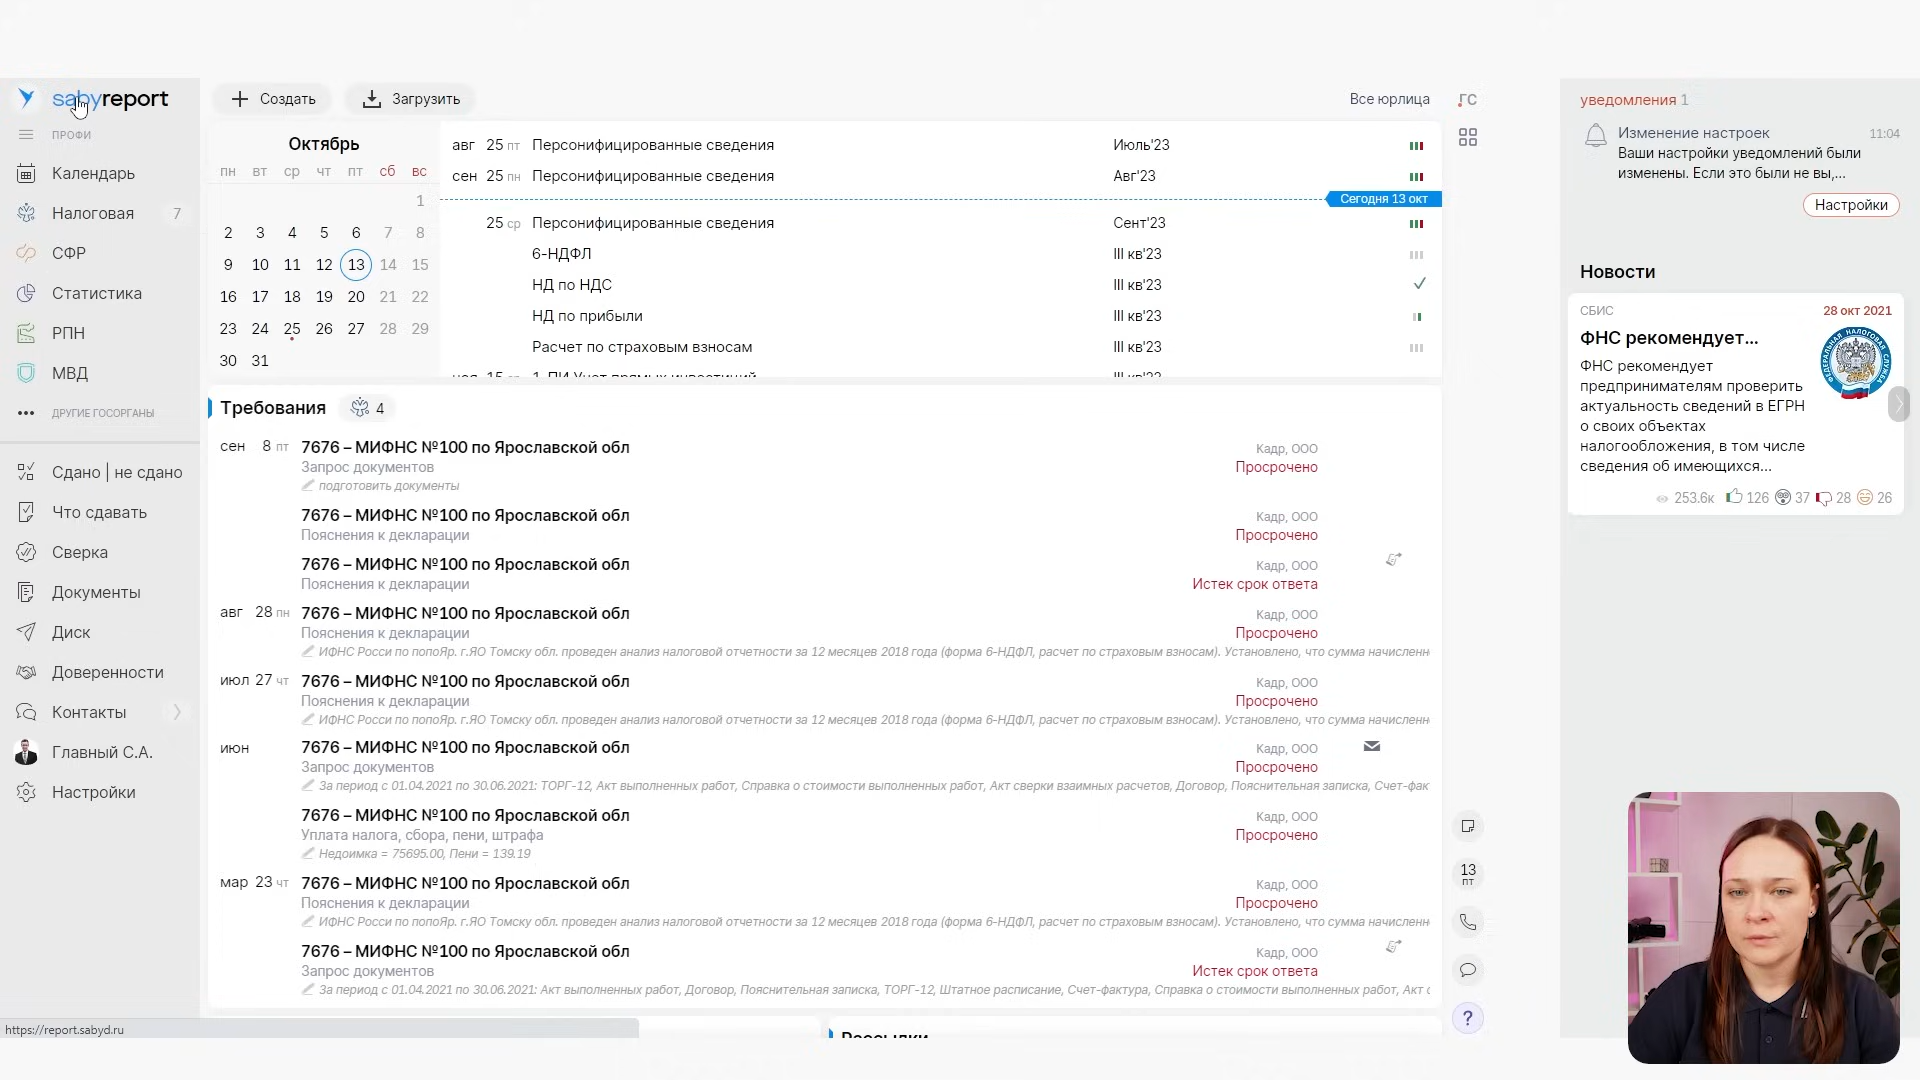 sabyreport
ПРОФИ
Календарь
Налоговая 7
СФР
Статистика
РПН
МВД
ДРУГИЕ ГОСОРГАНЫ
Сдано | не сдано
Что сдавать
Сверка
Документы
Диск
Доверенности
Контакты
Главный С.А.
Настройки
https://report.sabyd.ru
Создать Загрузить Все юрлица
Октябрь
пн вт ср чт пт сб вс
1
2 3 4 5 6 7 8
9 10 11 12 13 14 15
16 17 18 19 20 21 22
23 24 25 26 27 28 29
30 31
авг 25 пт Персонифицированные сведения Июль'23
сен 25 пн Персонифицированные сведения Авг'23
Сегодня 13 окт
25 ср Персонифицированные сведения Сент'23
6-НДФЛ III кв'23
НД по НДС III кв'23
НД по прибыли III кв'23
Расчет по страховым взносам III кв'23
ноя 15 ср 1-ПИ Учет прямых инвестиций III кв'23
Требования 4
сен 8 пт 7676 – МИФНС №100 по Ярославской обл Кадр, ООО
Запрос документов Просрочено
подготовить документы
7676 – МИФНС №100 по Ярославской обл Кадр, ООО
Пояснения к декларации Просрочено
7676 – МИФНС №100 по Ярославской обл Кадр, ООО
Пояснения к декларации Истек срок ответа
авг 28 пн 7676 – МИФНС №100 по Ярославской обл Кадр, ООО
Пояснения к декларации Просрочено
ИФНС Росси по попоЯр. г.ЯО Томску обл. проведен анализ налоговой отчетности за 12 месяцев 2018 года (форма 6-НДФЛ, расчет по страховым взносам). Установлено, что сумма начисленн
июл 27 чт 7676 – МИФНС №100 по Ярославской обл Кадр, ООО
Пояснения к декларации Просрочено
ИФНС Росси по попоЯр. г.ЯО Томску обл. проведен анализ налоговой отчетности за 12 месяцев 2018 года (форма 6-НДФЛ, расчет по страховым взносам). Установлено, что сумма начисленн
июн 7676 – МИФНС №100 по Ярославской обл Кадр, ООО
Запрос документов Просрочено
За период с 01.04.2021 по 30.06.2021: ТОРГ-12, Акт выполненных работ, Справка о стоимости выполненных работ, Акт сверки взаимных расчетов, Договор, Пояснительная записка, Счет-фак
7676 – МИФНС №100 по Ярославской обл Кадр, ООО
Уплата налога, сбора, пени, штрафа Просрочено
Недоимка = 75695.00, Пени = 139.19
мар 23 чт 7676 – МИФНС №100 по Ярославской обл Кадр, ООО
Пояснения к декларации Просрочено
ИФНС Росси по попоЯр. г.ЯО Томску обл. проведен анализ налоговой отчетности за 12 месяцев 2018 года (форма 6-НДФЛ, расчет по страховым взносам). Установлено, что сумма начисленн
7676 – МИФНС №100 по Ярославской обл Кадр, ООО
Запрос документов Истек срок ответа
За период с 01.04.2021 по 30.06.2021: Акт выполненных работ, Договор, Пояснительная записка, ТОРГ-12, Штатное расписание, Счет-фактура, Справка о стоимости выполненных работ, Акт с
Рассылки
ГС
13
пт
?
уведомления 1
Изменение настроек 11:04
Ваши настройки уведомлений были
изменены. Если это были не вы,...
Настройки
Новости
СБИС 28 окт 2021
ФНС рекомендует...
ФНС рекомендует
предпринимателям проверить
актуальность сведений в ЕГРН
о своих объектах
налогообложения, в том числе
сведения об имеющихся...
253.6к 126 37 28 26
ФЕДЕРАЛЬНАЯ НАЛОГОВАЯ СЛУЖБА